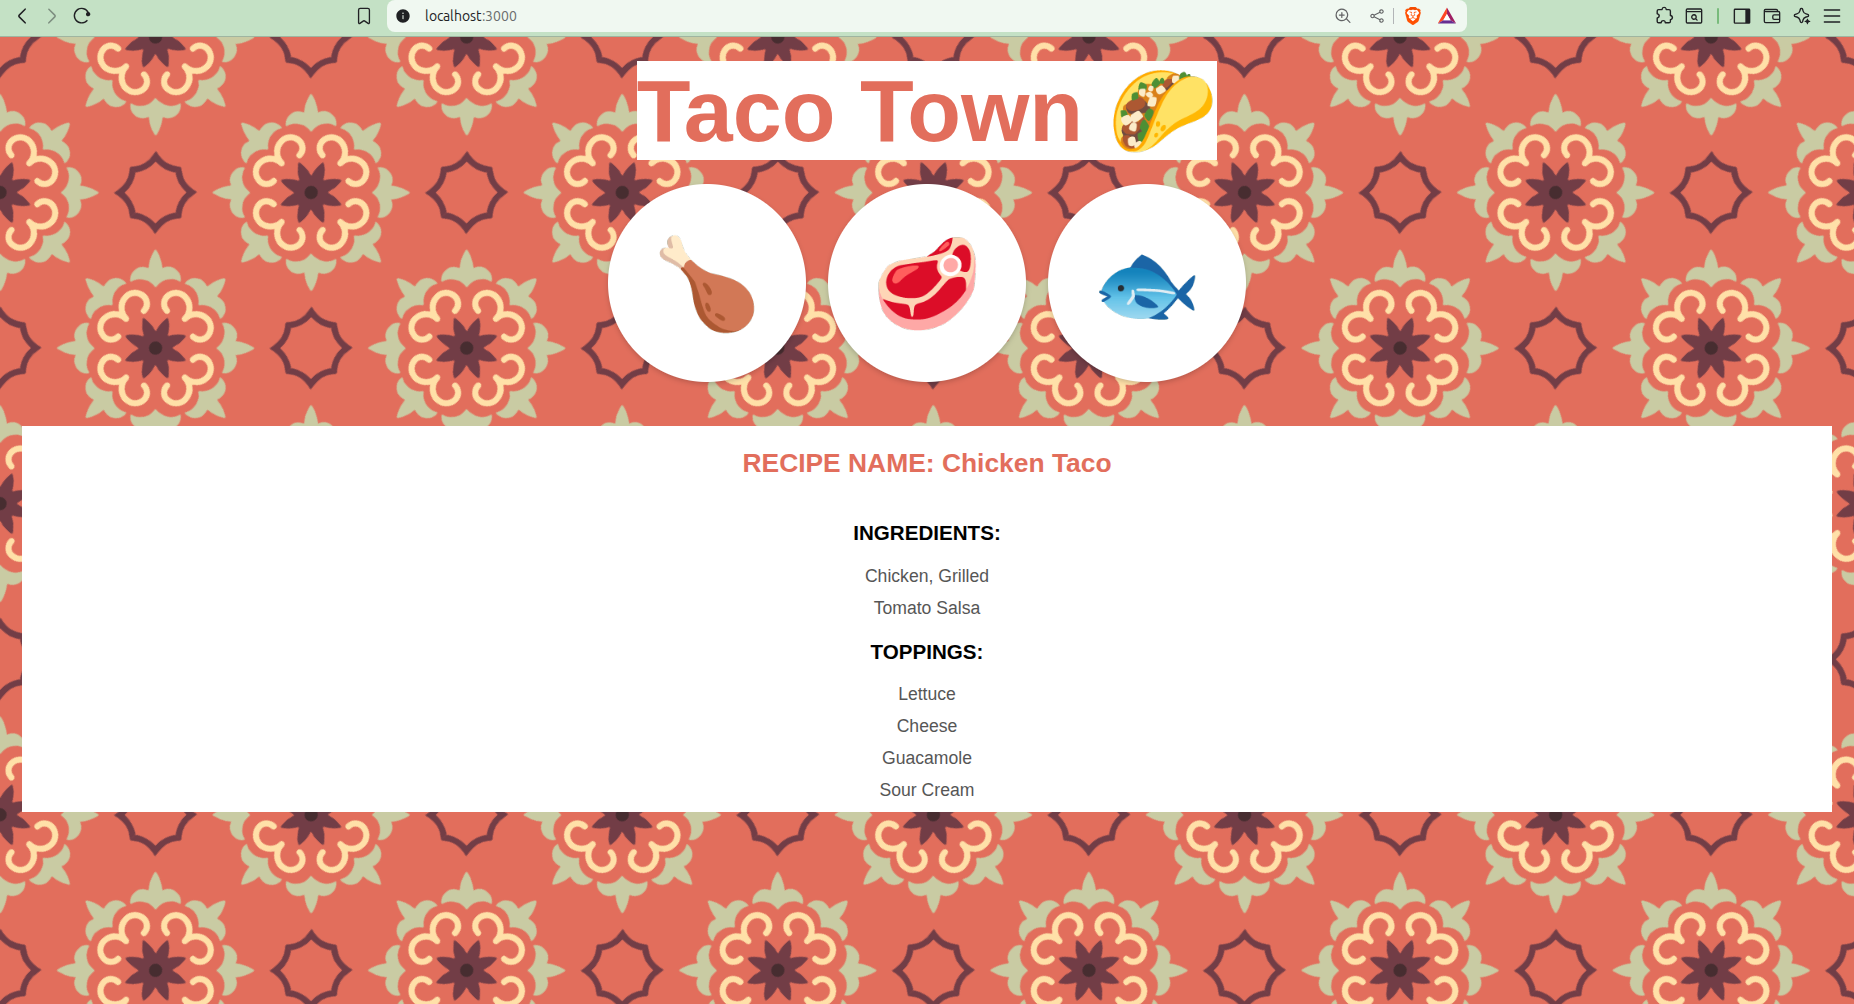 localhost:3000
Taco Town 🌮
RECIPE NAME: Chicken Taco
INGREDIENTS:
Chicken, Grilled
Tomato Salsa
TOPPINGS:
Lettuce
Cheese
Guacamole
Sour Cream